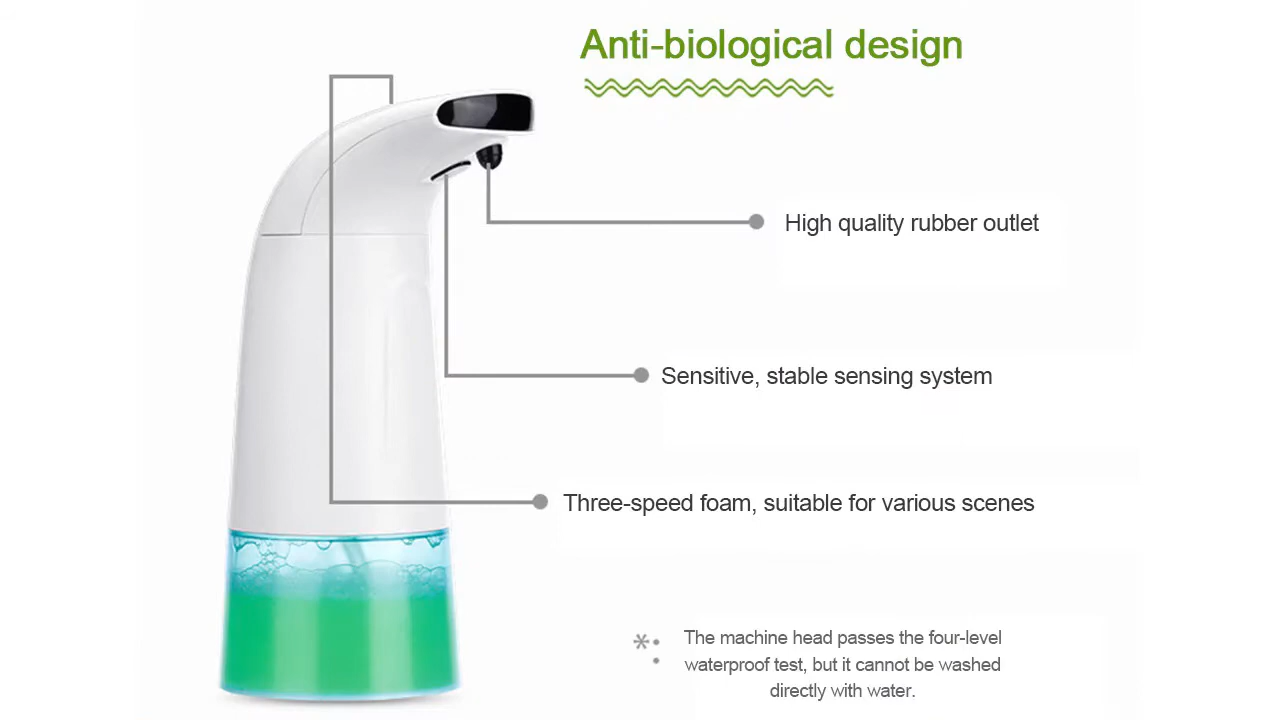 Anti-biological design
High quality rubber outlet
Sensitive, stable sensing system
Three-speed foam, suitable for various scenes
The machine head passes the four-level
waterproof test, but it cannot be washed
directly with water.